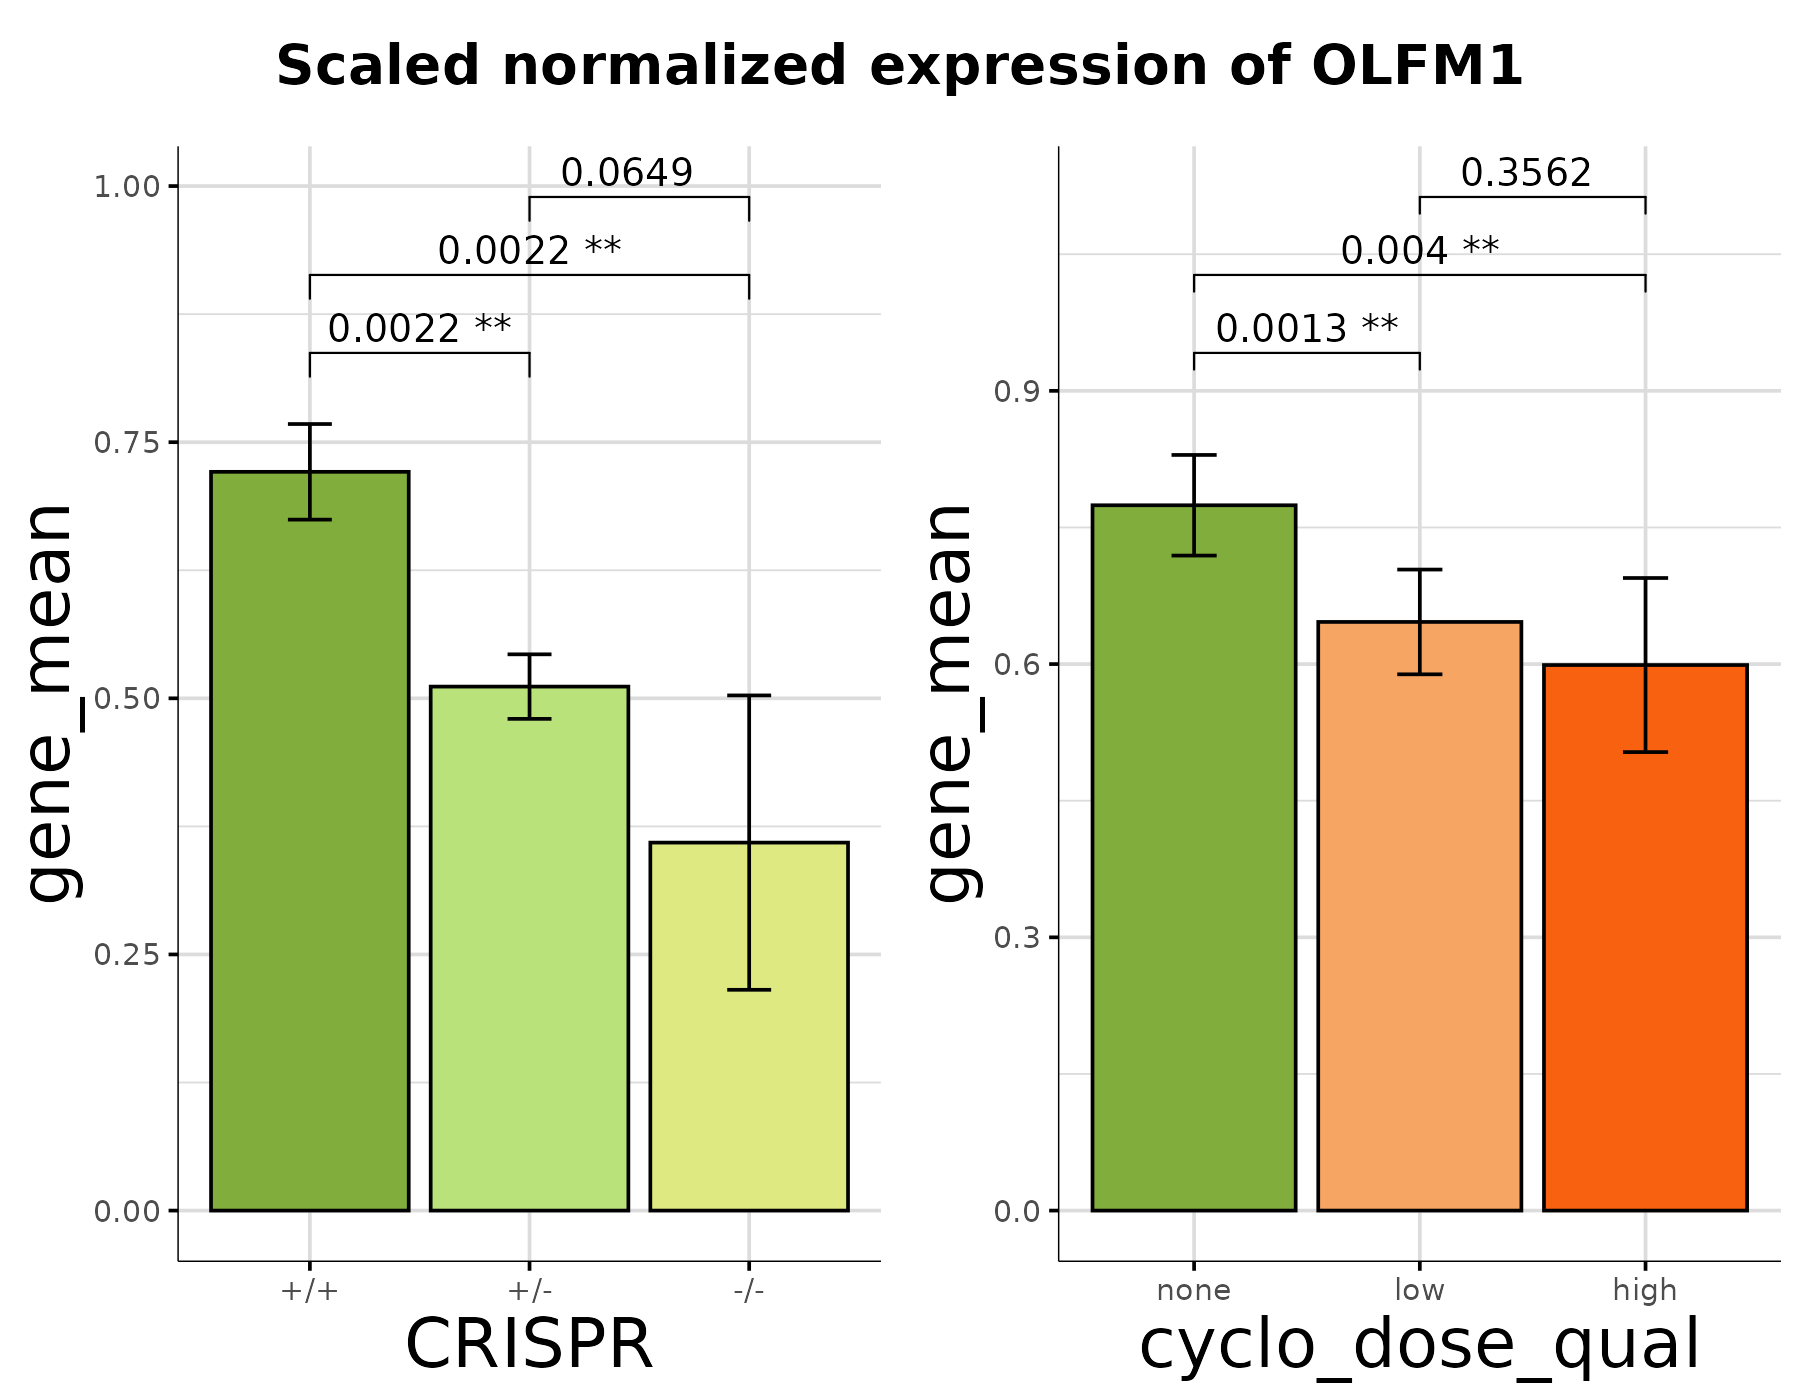 Scaled normalized expression of OLFM1
gene_mean
1.00
0.75
0.50
0.25
0.00
0.0649
0.0022 **
0.0022 **
+/+
+/-
-/-
CRISPR
gene_mean
0.9
0.6
0.3
0.0
0.3562
0.004 **
0.0013 **
none
low
high
cyclo_dose_qual